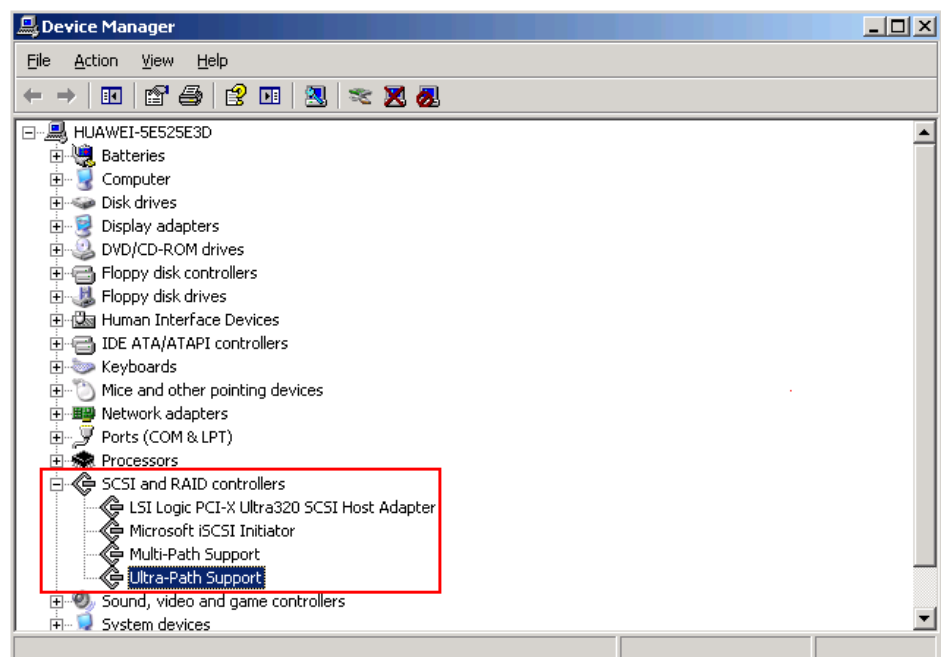 Device Manager
File Action View Help
HUAWEI-5E525E3D
Batteries
Computer
Disk drives
Display adapters
DVD/CD-ROM drives
Floppy disk controllers
Floppy disk drives
Human Interface Devices
IDE ATA/ATAPI controllers
Keyboards
Mice and other pointing devices
Network adapters
Ports (COM & LPT)
Processors
SCSI and RAID controllers
LSI Logic PCI-X Ultra320 SCSI Host Adapter
Microsoft iSCSI Initiator
Multi-Path Support
Ultra-Path Support
Sound, video and game controllers
System devices